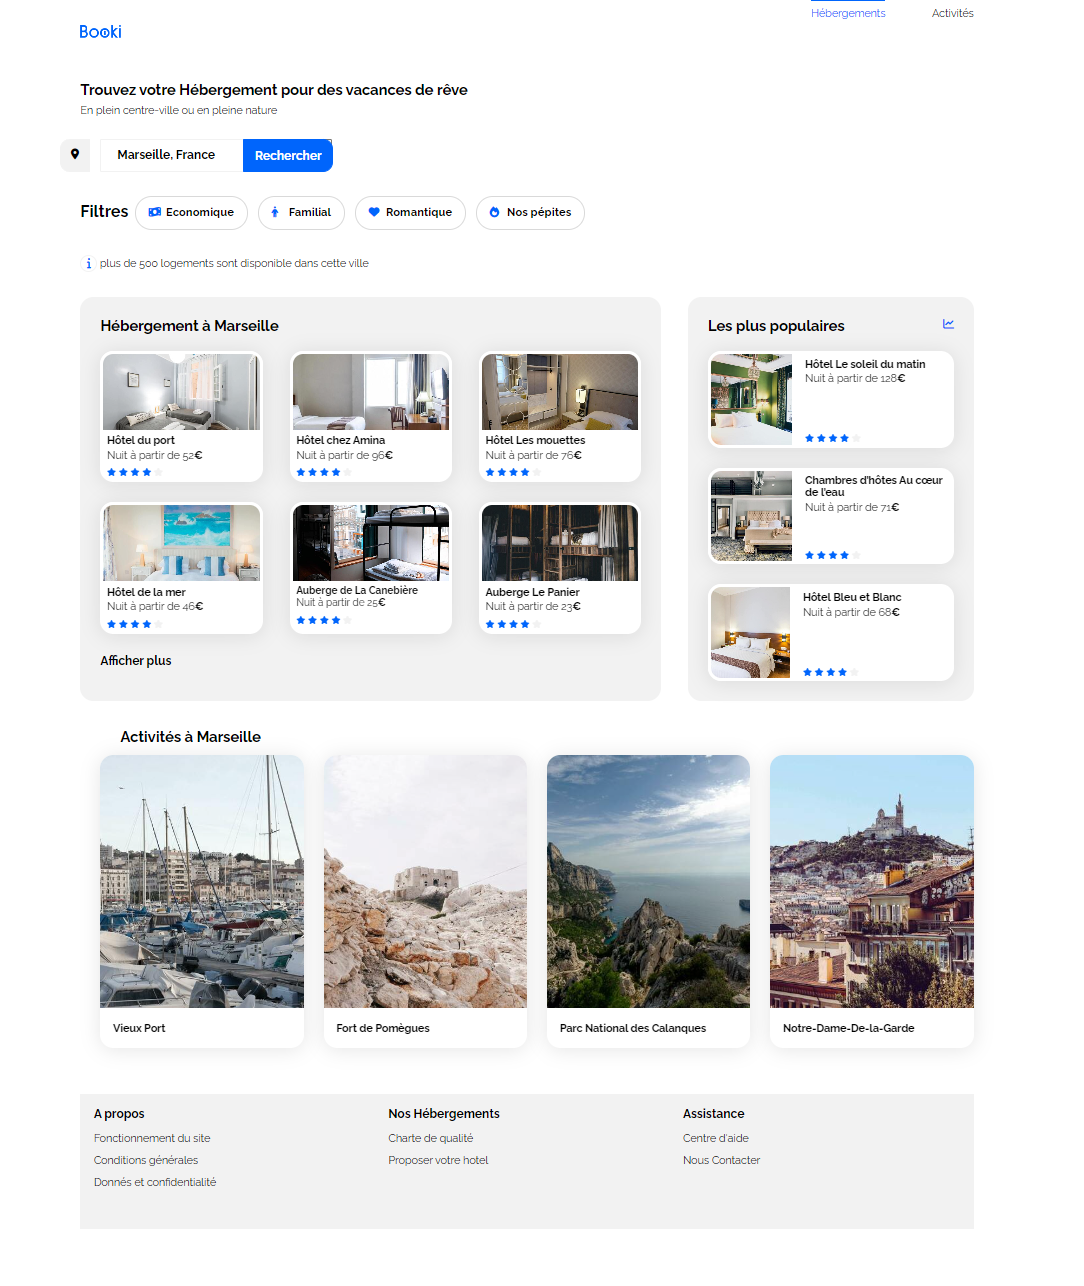 Hébergements
Activités
Booki
Trouvez votre Hébergement pour des vacances de rêve
En plein centre-ville ou en pleine nature
Marseille, France
Rechercher
Filtres
Economique
Familial
Romantique
Nos pépites
plus de 500 logements sont disponible dans cette ville
Hébergement à Marseille
Hôtel du port
Nuit à partir de 52€
Hôtel chez Amina
Nuit à partir de 96€
Hôtel Les mouettes
Nuit à partir de 76€
Hôtel de la mer
Nuit à partir de 46€
Auberge de La Canebière
Nuit à partir de 25€
Auberge Le Panier
Nuit à partir de 23€
Afficher plus
Les plus populaires
Hôtel Le soleil du matin
Nuit à partir de 128€
Chambres d'hôtes Au cœur
de l'eau
Nuit à partir de 71€
Hôtel Bleu et Blanc
Nuit à partir de 68€
Activités à Marseille
Vieux Port
Fort de Pomègues
Parc National des Calanques
Notre-Dame-De-la-Garde
A propos
Fonctionnement du site
Conditions générales
Donnés et confidentialité
Nos Hébergements
Charte de qualité
Proposer votre hotel
Assistance
Centre d'aide
Nous Contacter